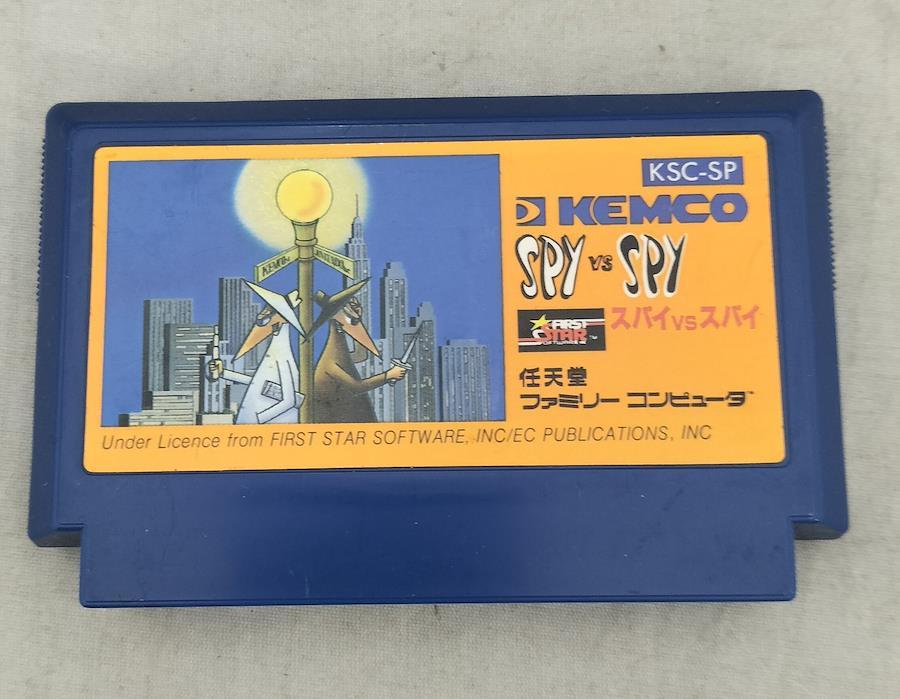 KSC-SP
KEMCO
SPY vs SPY
FIRST
STAR
スパイvsスパイ
任天堂
ファミリー コンピュータ™
Under Licence from FIRST STAR SOFTWARE, INC/EC PUBLICATIONS, INC